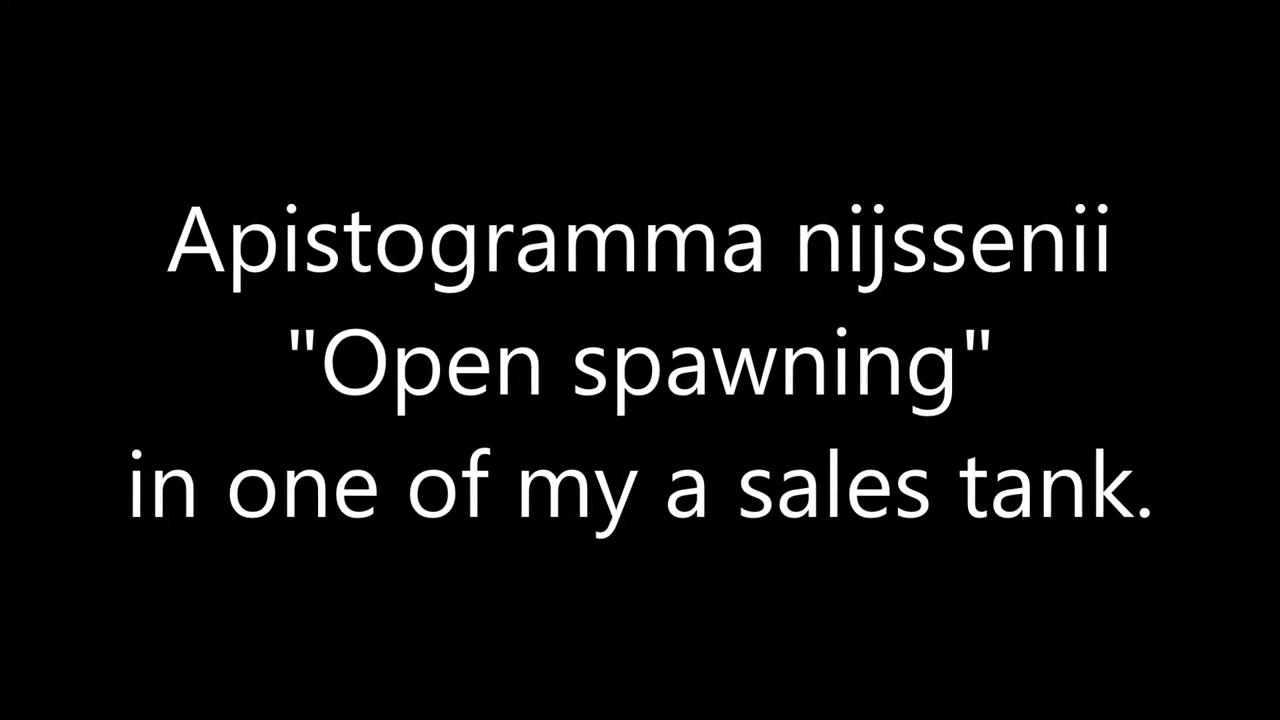 Apistogramma nijssenii
"Open spawning"
in one of my a sales tank.